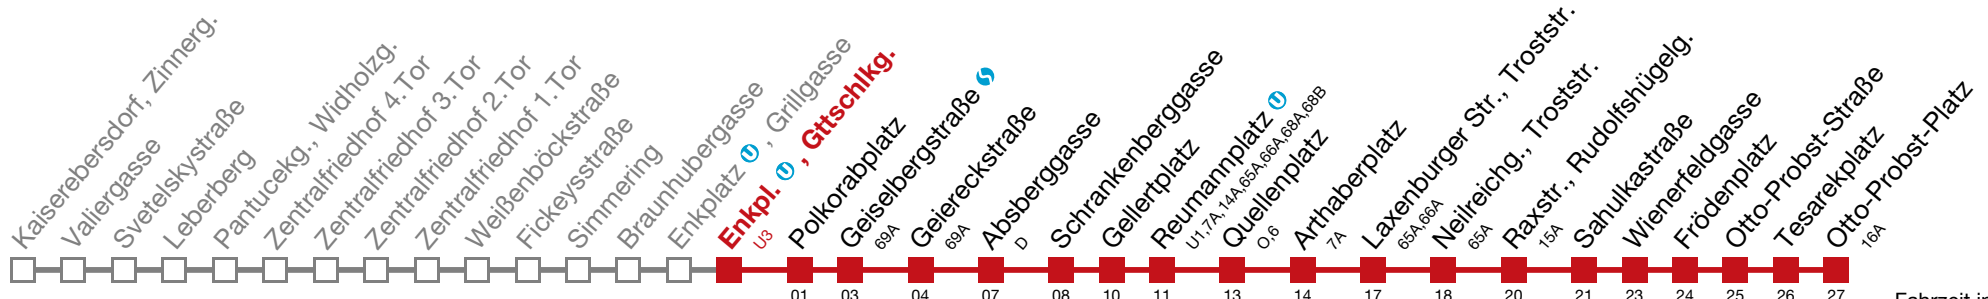 Kaiserebersdorf, Zinnerg.
Valiergasse
Svetelskystraße
Leberberg
Pantucekg., Widholzg.
Zentralfriedhof 4.Tor
Zentralfriedhof 3.Tor
Zentralfriedhof 2.Tor
Zentralfriedhof 1.Tor
Weißenböckstraße
Fickeysstraße
Simmering
Braunhubergasse
Enkplatz U, Grillgasse
Enkpl. U, Gttschlkg.
U3
Polkorabplatz
Geiselbergstraße S
69A
Geiereckstraße
69A
Absberggasse
D
Schrankenberggasse
Gellertplatz
Reumannplatz U
U1,7A,14A,65A,66A,68A,68B
Quellenplatz
O,6
Arthaberplatz
7A
Laxenburger Str., Troststr.
65A,66A
Neilreichg., Troststr.
65A
Raxstr., Rudolfshügelg.
15A
Sahulkastraße
Wienerfeldgasse
Frödenplatz
Otto-Probst-Straße
Tesarekplatz
Otto-Probst-Platz
16A
01 03 04 07 08 10 11 13 14 17 18 20 21 23 24 25 26 27